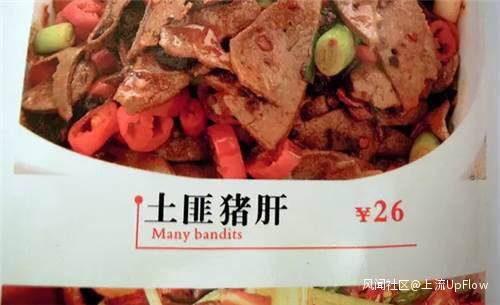 土匪猪肝 ¥26
Many bandits
风闻社区@上流UpFlow